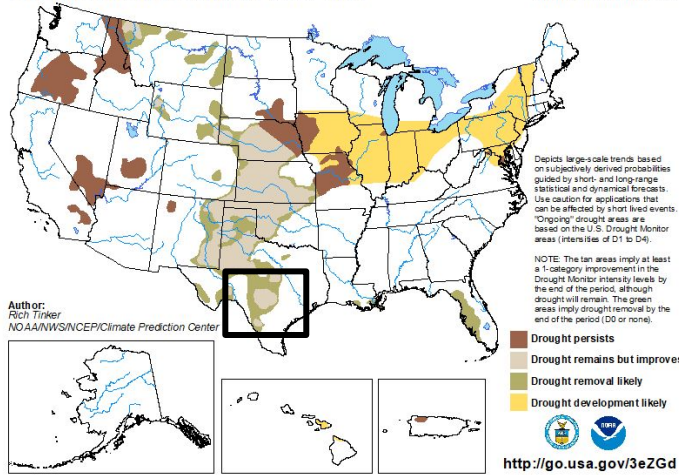 Depicts large-scale trends based
on subjectively derived probabilities
guided by short- and long-range
statistical and dynamical forecasts.
Use caution for applications that
can be affected by short lived events.
"Ongoing" drought areas are
based on the U.S. Drought Monitor
areas (intensities of D1 to D4).
NOTE: The tan areas imply at least
a 1-category improvement in the
Drought Monitor intensity levels by
the end of the period, although
drought will remain. The green
areas imply drought removal by the
end of the period (D0 or none).
Author:
Rich Tinker
NOAA/NWS/NCEP/Climate Prediction Center
Drought persists
Drought remains but improves
Drought removal likely
Drought development likely
NOAA
http://go.usa.gov/3eZGd